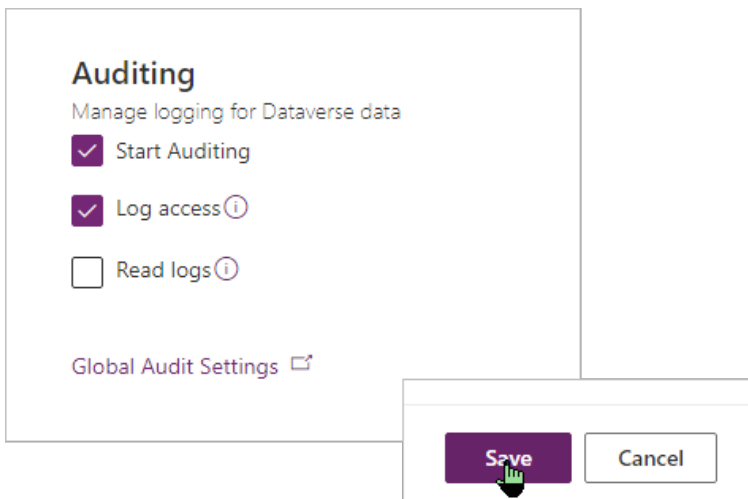 Auditing
Manage logging for Dataverse data
Start Auditing
Log access
Read logs
Global Audit Settings
Save Cancel